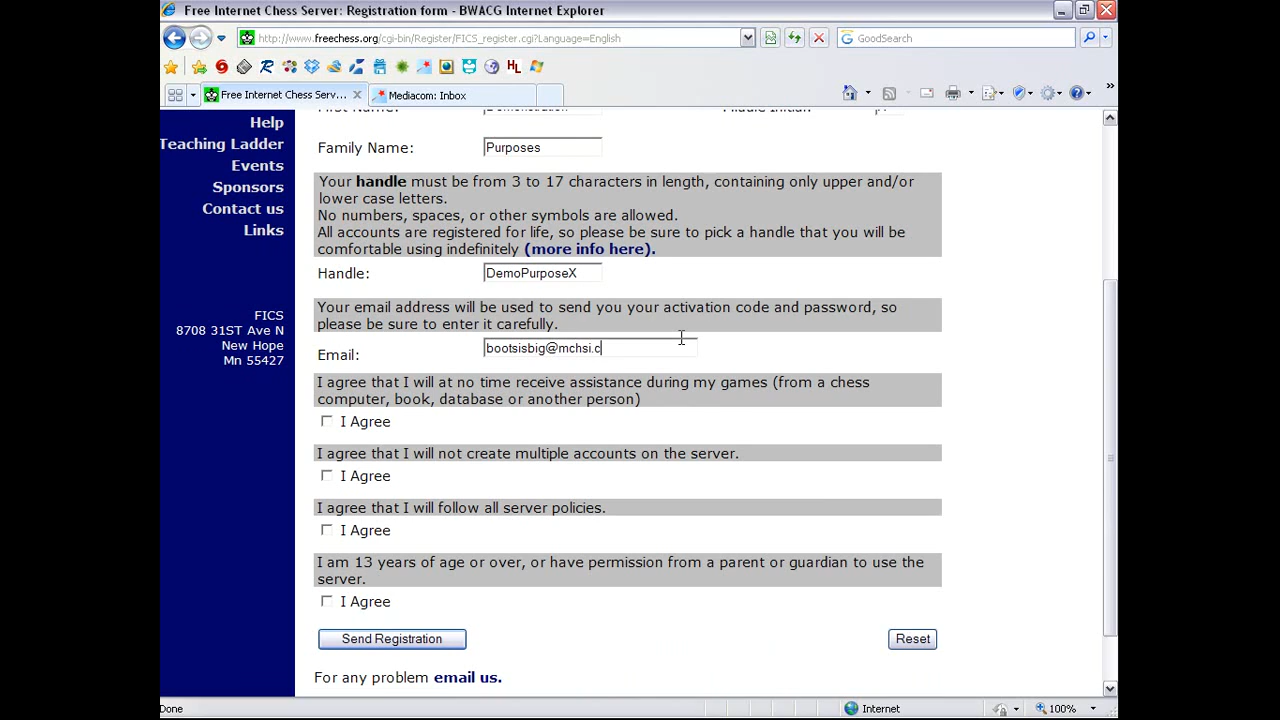 Free Internet Chess Server: Registration form - BWACG Internet Explorer
http://www.freechess.org/cgi-bin/Register/FICS_register.cgi?Language=English
GoodSearch
Free Internet Chess Serv...
Mediacom: Inbox
Help
Teaching Ladder
Events
Sponsors
Contact us
Links
FICS
8708 31ST Ave N
New Hope
Mn 55427
First Name: Demonstration Middle Initial:
Family Name: Purposes
Your handle must be from 3 to 17 characters in length, containing only upper and/or
lower case letters.
No numbers, spaces, or other symbols are allowed.
All accounts are registered for life, so please be sure to pick a handle that you will be
comfortable using indefinitely (more info here).
Handle: DemoPurposeX
Your email address will be used to send you your activation code and password, so
please be sure to enter it carefully.
Email: bootsisbig@mchsi.c
I agree that I will at no time receive assistance during my games (from a chess
computer, book, database or another person)
I Agree
I agree that I will not create multiple accounts on the server.
I Agree
I agree that I will follow all server policies.
I Agree
I am 13 years of age or over, or have permission from a parent or guardian to use the
server.
I Agree
Send Registration Reset
For any problem email us.
Done Internet 100%